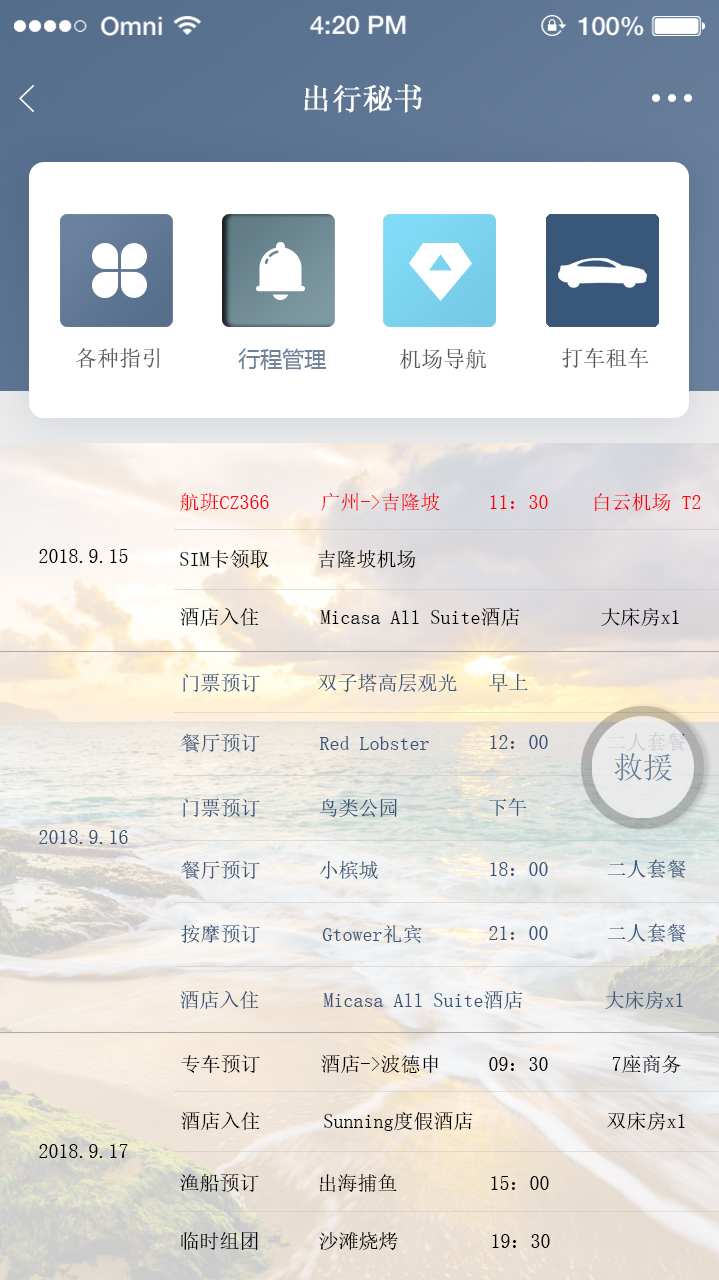 Omni 4:20 PM 100%
出行秘书
各种指引 行程管理 机场导航 打车租车
航班CZ366 广州->吉隆坡 11：30 白云机场 T2
2018.9.15
SIM卡领取 吉隆坡机场
酒店入住 Micasa All Suite酒店 大床房x1
门票预订 双子塔高层观光 早上
餐厅预订 Red Lobster 12：00 二人套餐
救援
门票预订 鸟类公园 下午
2018.9.16
餐厅预订 小槟城 18：00 二人套餐
按摩预订 Gtower礼宾 21：00 二人套餐
酒店入住 Micasa All Suite酒店 大床房x1
专车预订 酒店->波德申 09：30 7座商务
酒店入住 Sunning度假酒店 双床房x1
2018.9.17
渔船预订 出海捕鱼 15：00
临时组团 沙滩烧烤 19：30